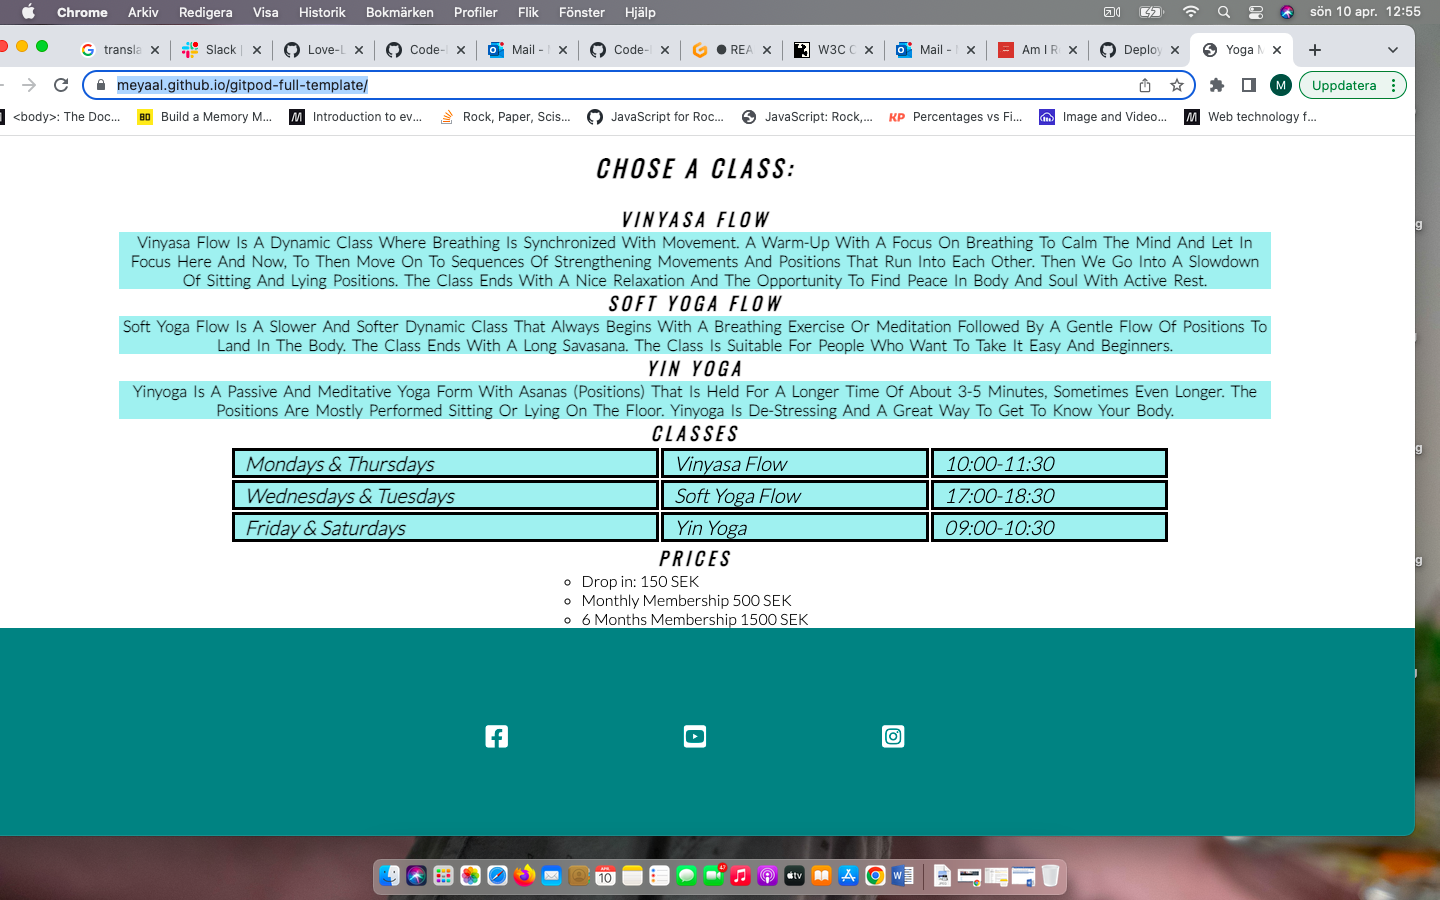 Chrome Arkiv Redigera Visa Historik Bokmärken Profiler Flik Fönster Hjälp sön 10 apr. 12:55
transla Slack Love-L Code- Mail - Code- REA W3C Mail - Am I R Deploy Yoga
meyaal.github.io/gitpod-full-template/ M Uppdatera
<body>: The Doc... Build a Memory M... Introduction to ev... Rock, Paper, Scis... JavaScript for Roc... JavaScript: Rock,... Percentages vs Fi... Image and Video... Web technology f...
CHOSE A CLASS:
VINYASA FLOW
Vinyasa Flow Is A Dynamic Class Where Breathing Is Synchronized With Movement. A Warm-Up With A Focus On Breathing To Calm The Mind And Let In
Focus Here And Now, To Then Move On To Sequences Of Strengthening Movements And Positions That Run Into Each Other. Then We Go Into A Slowdown
Of Sitting And Lying Positions. The Class Ends With A Nice Relaxation And The Opportunity To Find Peace In Body And Soul With Active Rest.
SOFT YOGA FLOW
Soft Yoga Flow Is A Slower And Softer Dynamic Class That Always Begins With A Breathing Exercise Or Meditation Followed By A Gentle Flow Of Positions To
Land In The Body. The Class Ends With A Long Savasana. The Class Is Suitable For People Who Want To Take It Easy And Beginners.
YIN YOGA
Yinyoga Is A Passive And Meditative Yoga Form With Asanas (Positions) That Is Held For A Longer Time Of About 3-5 Minutes, Sometimes Even Longer. The
Positions Are Mostly Performed Sitting Or Lying On The Floor. Yinyoga Is De-Stressing And A Great Way To Get To Know Your Body.
CLASSES
Mondays & Thursdays Vinyasa Flow 10:00-11:30
Wednesdays & Tuesdays Soft Yoga Flow 17:00-18:30
Friday & Saturdays Yin Yoga 09:00-10:30
PRICES
Drop in: 150 SEK
Monthly Membership 500 SEK
6 Months Membership 1500 SEK